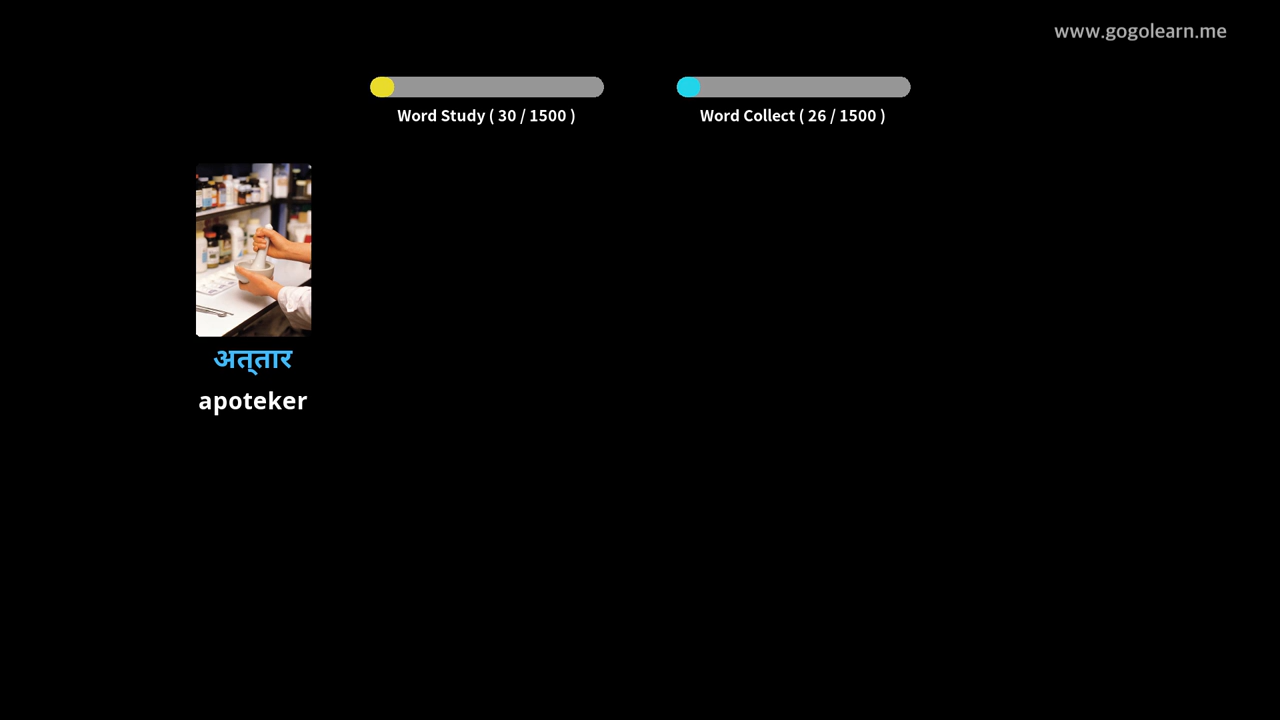 www.gogolearn.me
Word Study ( 30 / 1500 )
Word Collect ( 26 / 1500 )
अत्‌तार
apoteker